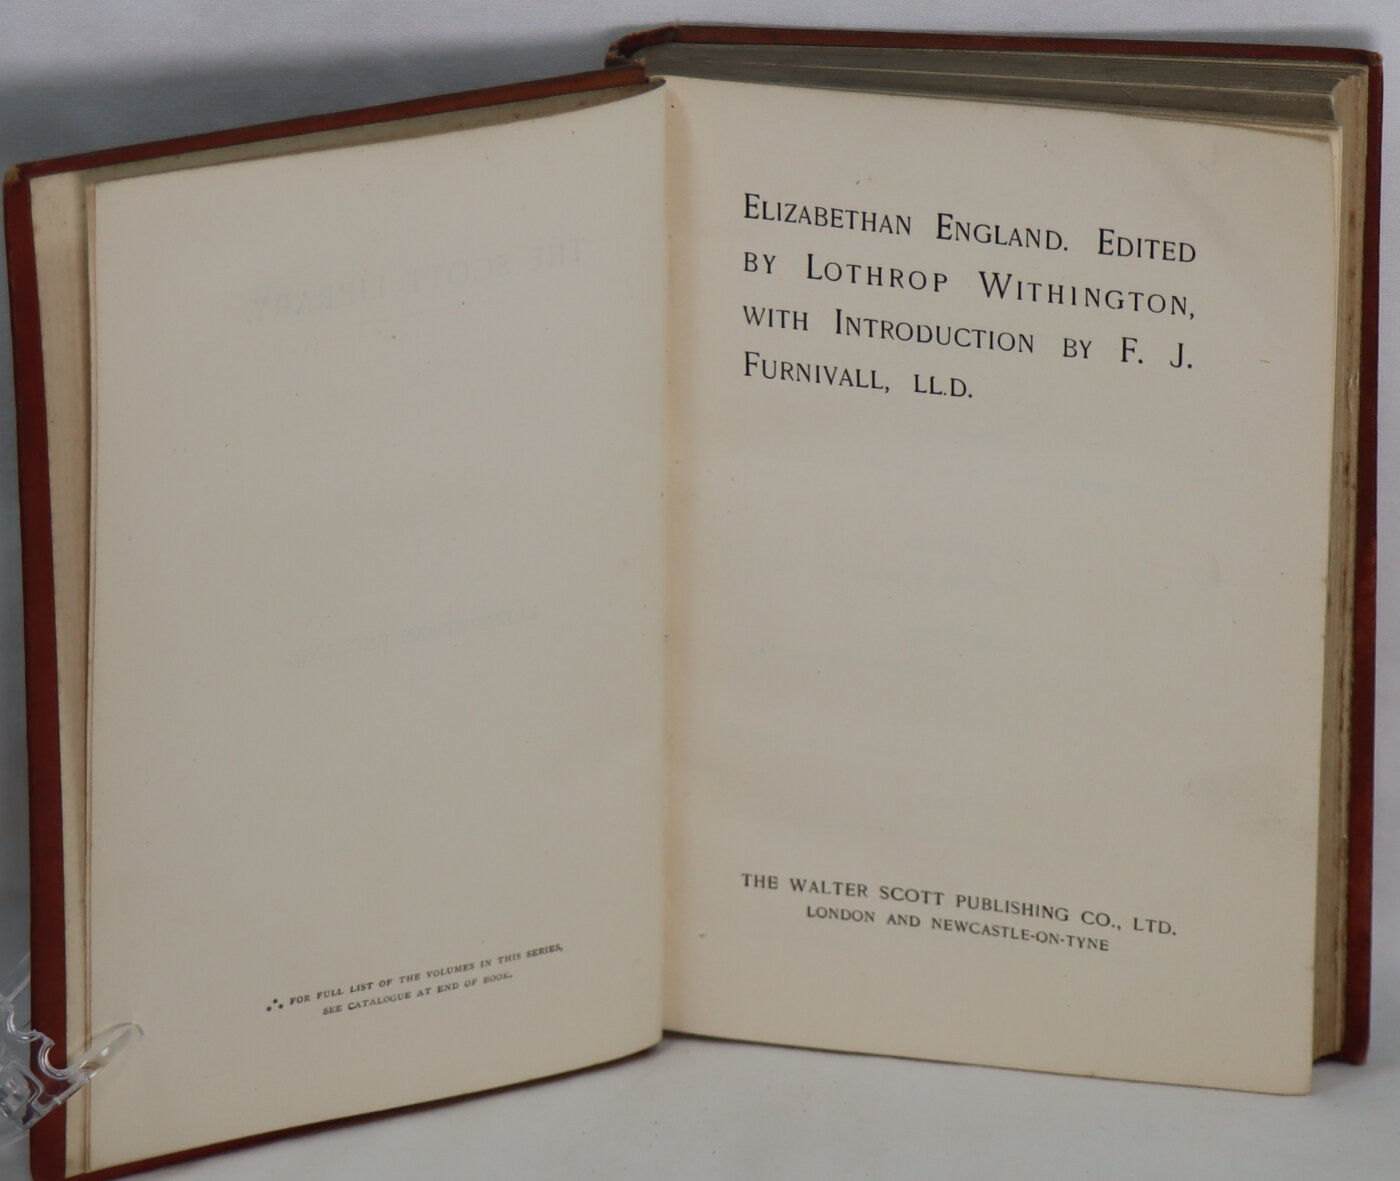 ⁂ FOR FULL LIST OF THE VOLUMES IN THIS SERIES,
SEE CATALOGUE AT END OF BOOK.
ELIZABETHAN ENGLAND. EDITED
BY LOTHROP WITHINGTON,
WITH INTRODUCTION BY F. J.
FURNIVALL, LL.D.
THE WALTER SCOTT PUBLISHING CO., LTD.
LONDON AND NEWCASTLE-ON-TYNE